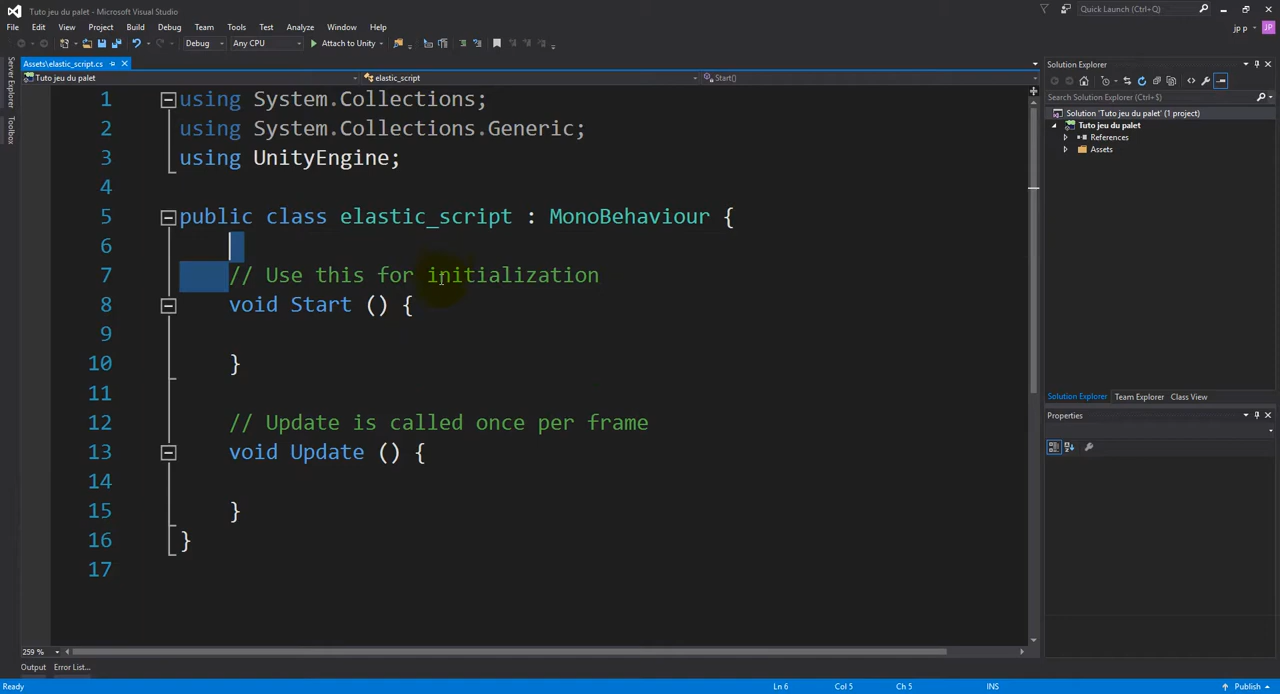 Tuto jeu du palet - Microsoft Visual Studio
Quick Launch (Ctrl+Q)
File Edit View Project Build Debug Team Tools Test Analyze Window Help
jp p JP
Debug Any CPU Attach to Unity
Server Explorer
Toolbox
Assets\elastic_script.cs
Tuto jeu du palet elastic_script Start()
1 using System.Collections;
2 using System.Collections.Generic;
3 using UnityEngine;
4
5 public class elastic_script : MonoBehaviour {
6
7 // Use this for initialization
8 void Start () {
9
10 }
11
12 // Update is called once per frame
13 void Update () {
14
15 }
16 }
17
259 %
Output Error List...
Solution Explorer
Search Solution Explorer (Ctrl+$)
Solution 'Tuto jeu du palet' (1 project)
Tuto jeu du palet
References
Assets
Solution Explorer Team Explorer Class View
Properties
Ready Ln 6 Col 5 Ch 5 INS Publish